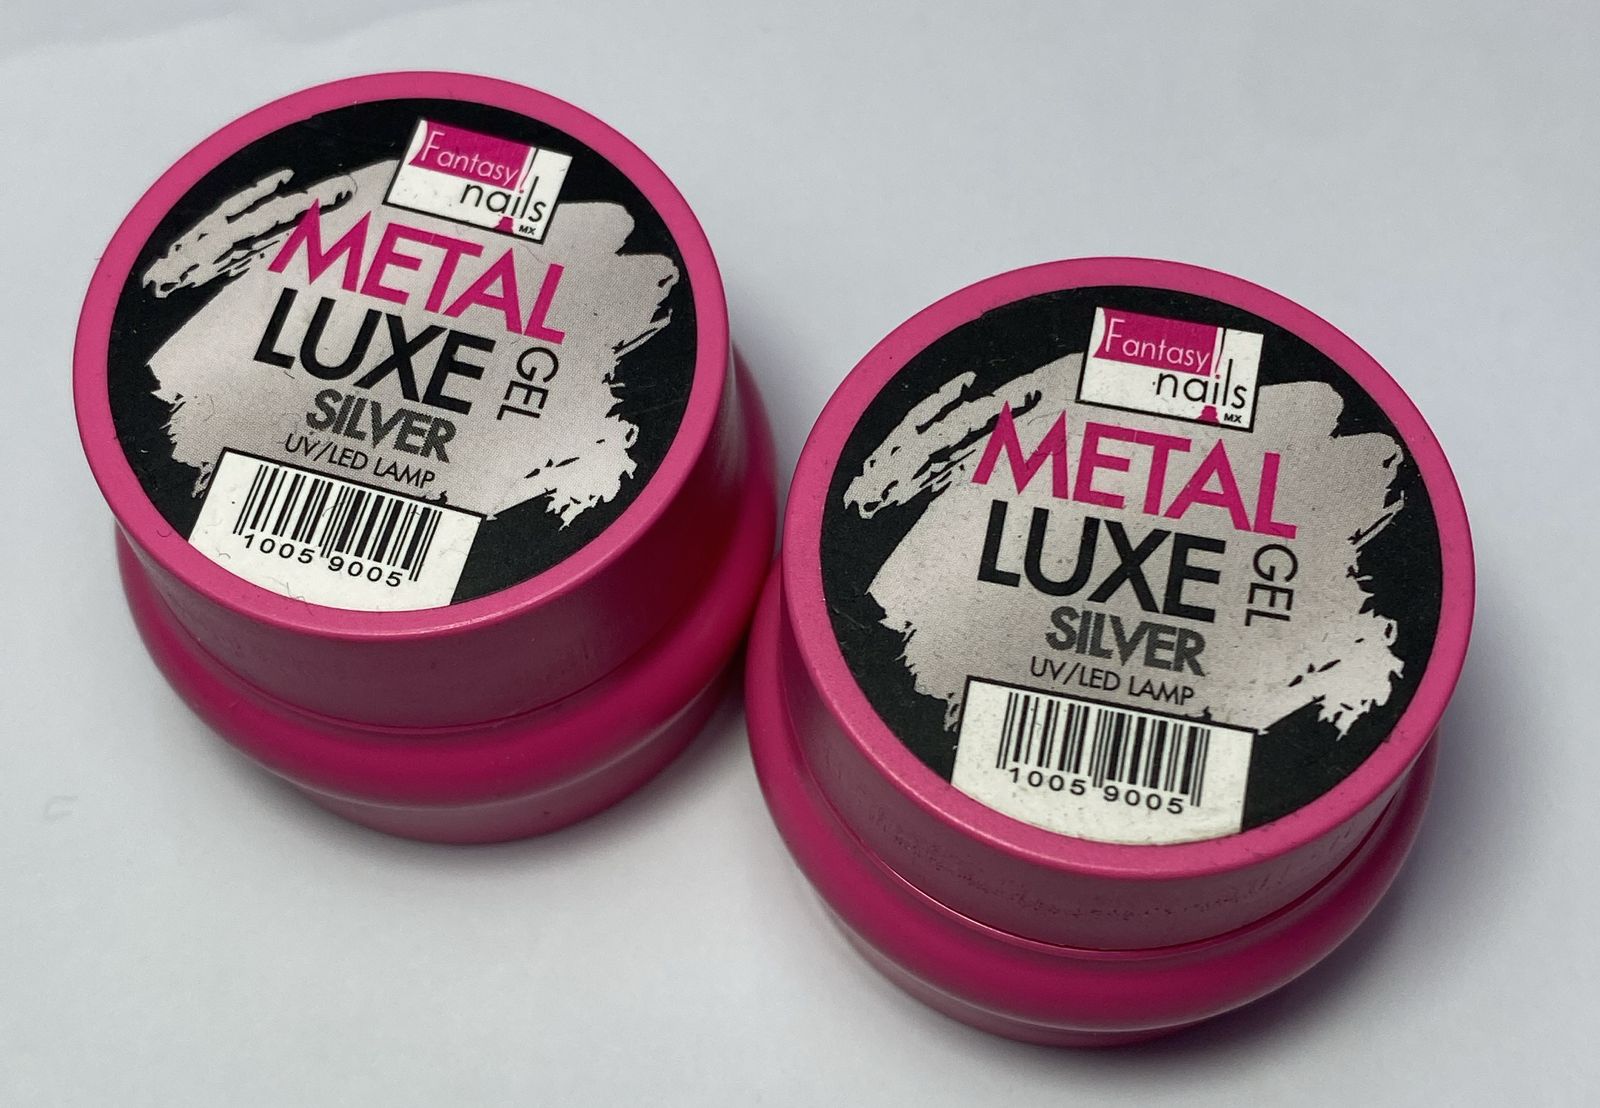 Fantasy
nails
MX
METAL
LUXE
GEL
SILVER
UV/LED LAMP
1005 9005
Fantasy
nails
MX
METAL
LUXE
GEL
SILVER
UV/LED LAMP
1005 9005